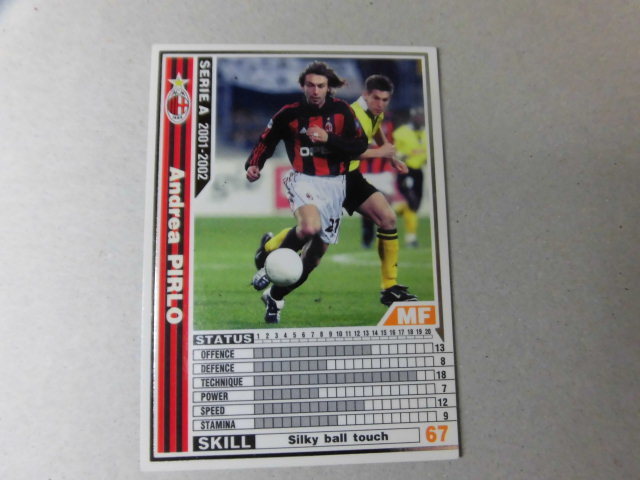 SERIE A 2001-2002
Andrea PIRLO
OPEL
21
MF
STATUS 1 2 3 4 5 6 7 8 9 10 11 12 13 14 15 16 17 18 19 20
OFFENCE 13
DEFENCE 8
TECHNIQUE 18
POWER 7
SPEED 12
STAMINA 9
SKILL Silky ball touch 67